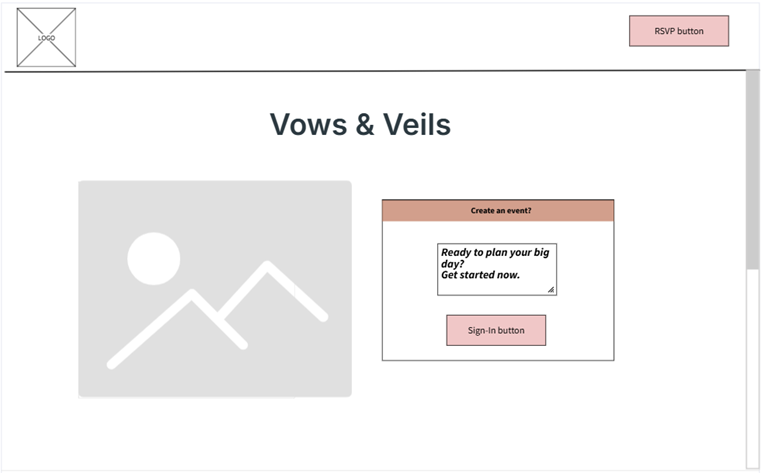 LOGO
RSVP button
Vows & Veils
Create an event?
Ready to plan your big
day?
Get started now.
Sign-In button